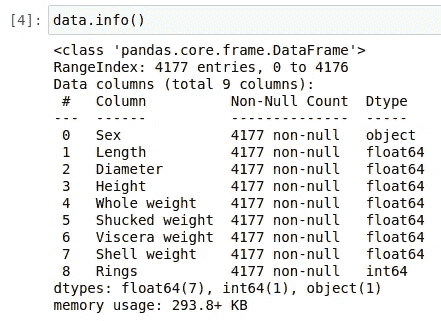 [4]: data.info()
<class 'pandas.core.frame.DataFrame'>
RangeIndex: 4177 entries, 0 to 4176
Data columns (total 9 columns):
 #   Column          Non-Null Count  Dtype
---  ------          --------------  -----
 0   Sex             4177 non-null   object
 1   Length          4177 non-null   float64
 2   Diameter        4177 non-null   float64
 3   Height          4177 non-null   float64
 4   Whole weight    4177 non-null   float64
 5   Shucked weight  4177 non-null   float64
 6   Viscera weight  4177 non-null   float64
 7   Shell weight    4177 non-null   float64
 8   Rings           4177 non-null   int64
dtypes: float64(7), int64(1), object(1)
memory usage: 293.8+ KB